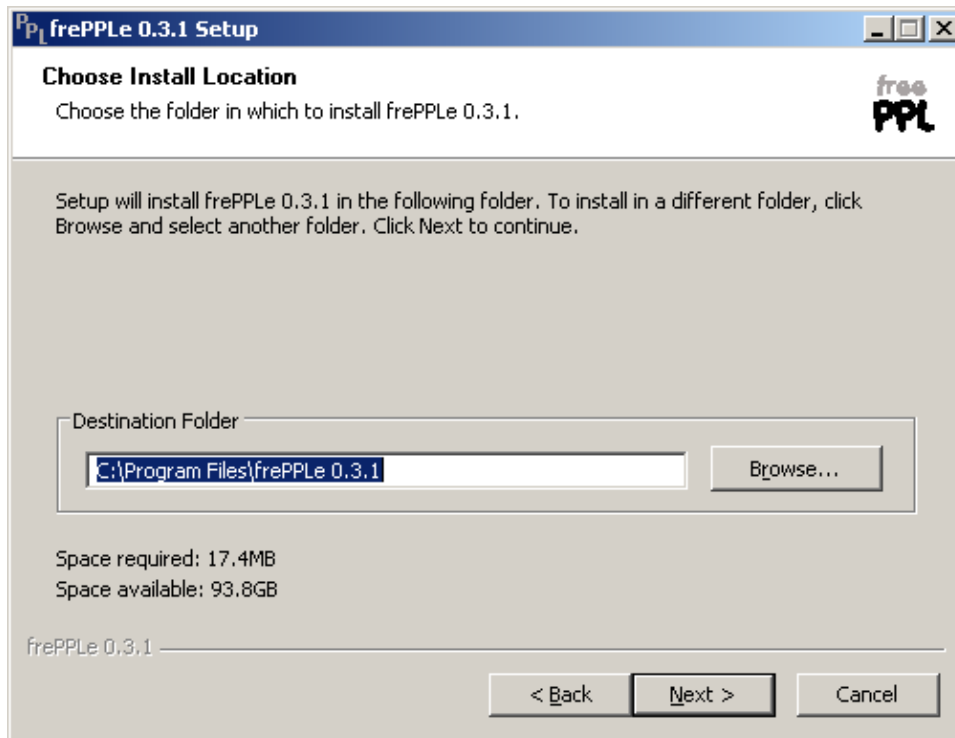 PPL frePPLe 0.3.1 Setup
Choose Install Location
Choose the folder in which to install frePPLe 0.3.1.
free
PPL
Setup will install frePPLe 0.3.1 in the following folder. To install in a different folder, click
Browse and select another folder. Click Next to continue.
Destination Folder
C:\Program Files\frePPLe 0.3.1
Browse...
Space required: 17.4MB
Space available: 93.8GB
frePPLe 0.3.1
< Back
Next >
Cancel